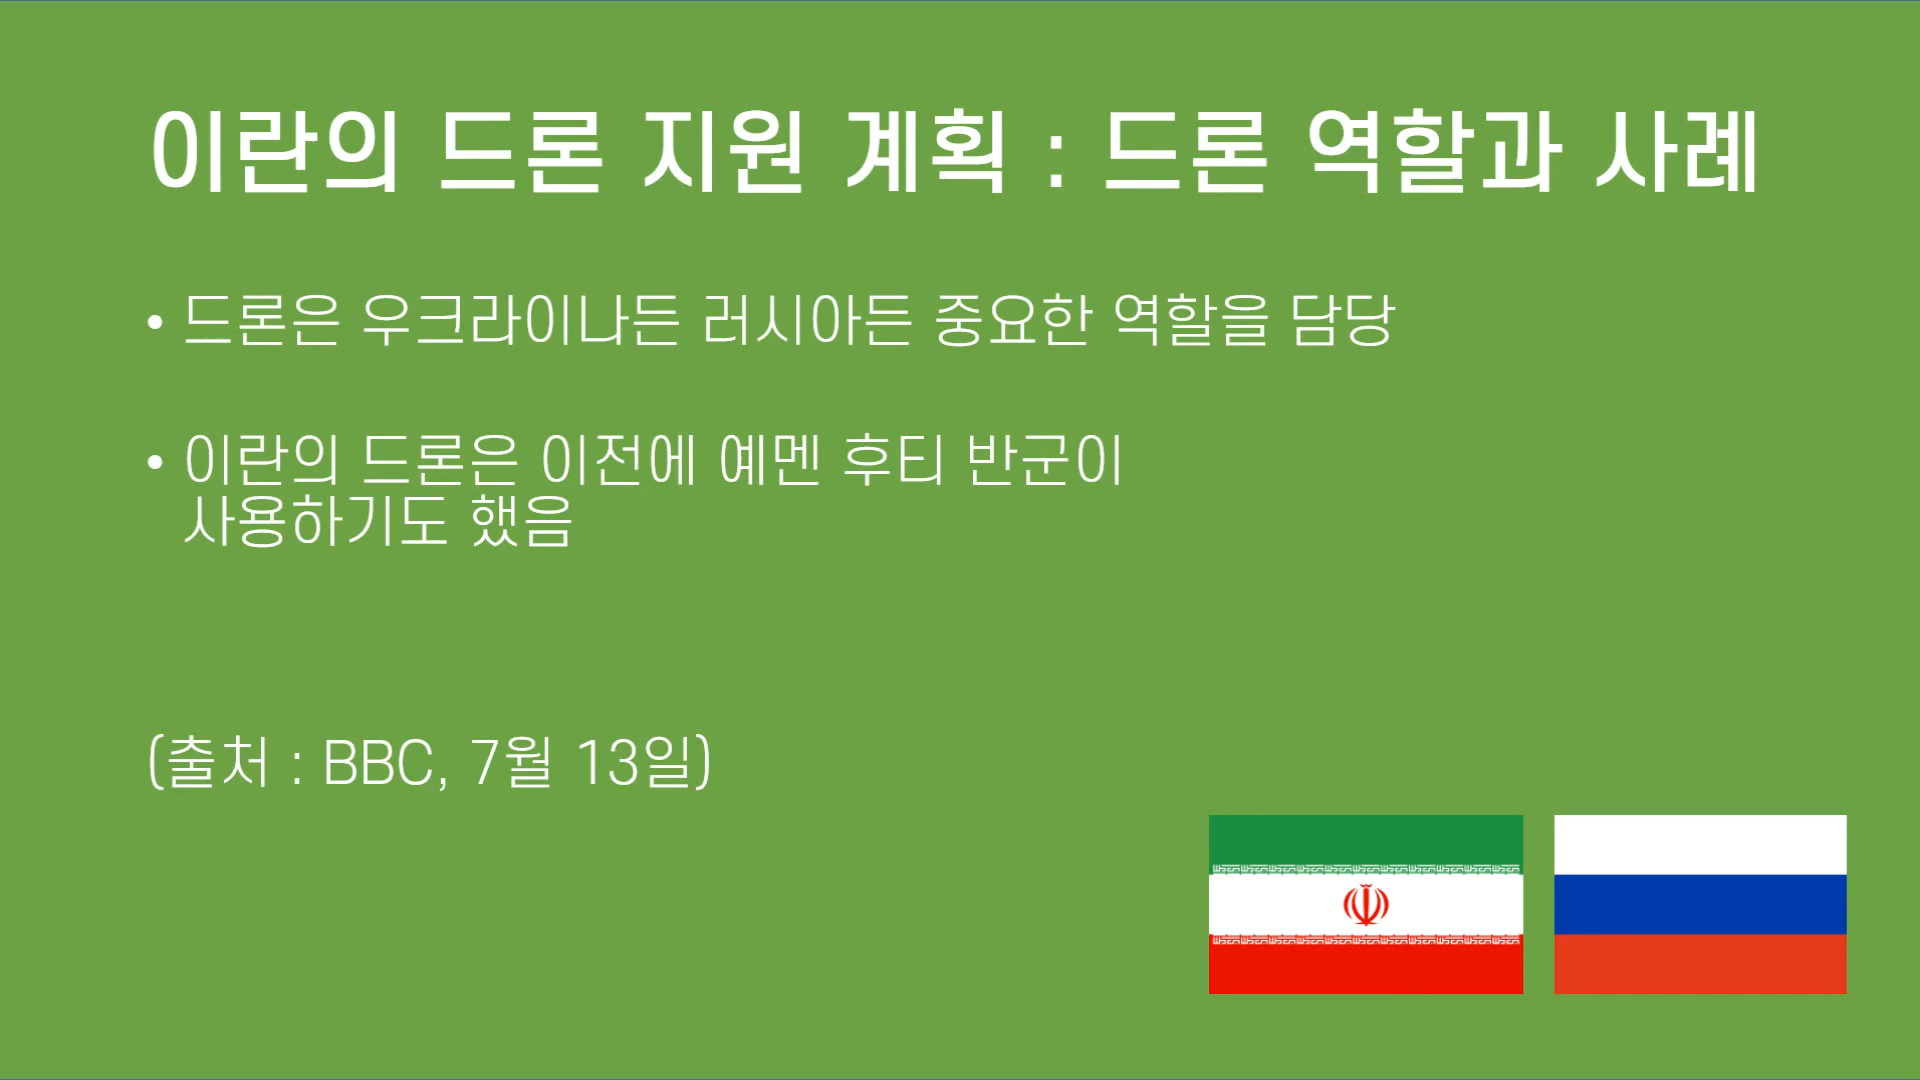 이란의 드론 지원 계획 : 드론 역할과 사례
• 드론은 우크라이나든 러시아든 중요한 역할을 담당
• 이란의 드론은 이전에 예멘 후티 반군이
사용하기도 했음
(출처 : BBC, 7월 13일)